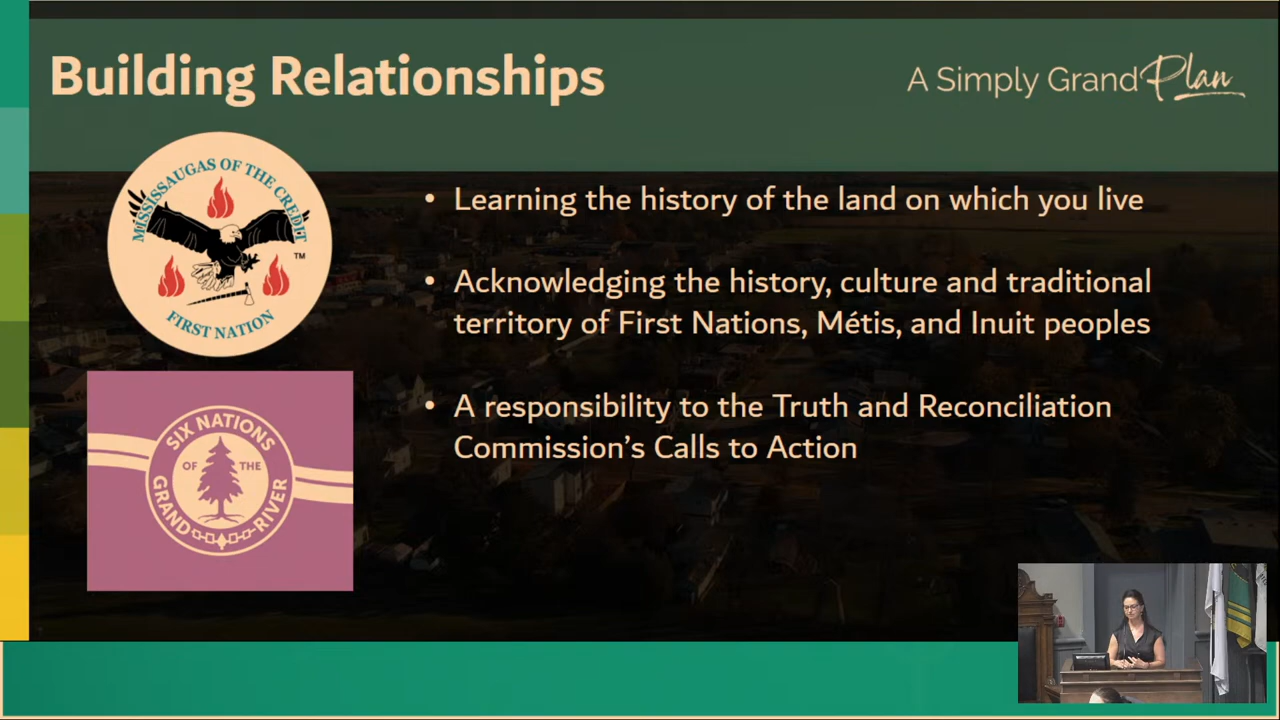 Building Relationships
A Simply Grand Plan
MISSISSAUGAS OF THE CREDIT
™
FIRST NATION
SIX NATIONS
OF THE
GRAND RIVER
• Learning the history of the land on which you live
• Acknowledging the history, culture and traditional
territory of First Nations, Métis, and Inuit peoples
• A responsibility to the Truth and Reconciliation
Commission’s Calls to Action